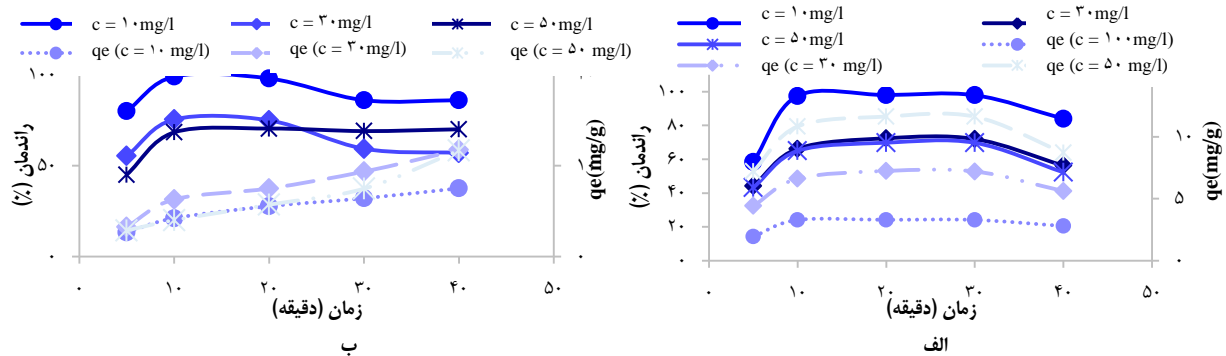 c = ۱۰mg/l
c = ۳۰mg/l
c = ۵۰mg/l
qe (c = ۱۰ mg/l)
qe (c = ۳۰mg/l)
qe (c = ۵۰ mg/l)
۱۰۰
۵۰
۰
راندمان (%)
qe(mg/g)
۰
۰ ۱۰ ۲۰ ۳۰ ۴۰ ۵۰
زمان (دقیقه)
ب
c = ۱۰mg/l
c = ۳۰mg/l
c = ۵۰mg/l
qe (c = ۱۰۰mg/l)
qe (c = ۳۰ mg/l)
qe (c = ۵۰ mg/l)
۱۰۰
۸۰
۶۰
۴۰
۲۰
۰
راندمان (%)
۱۰
۵
۰
qe(mg/g)
۰ ۱۰ ۲۰ ۳۰ ۴۰ ۵۰
زمان (دقیقه)
الف